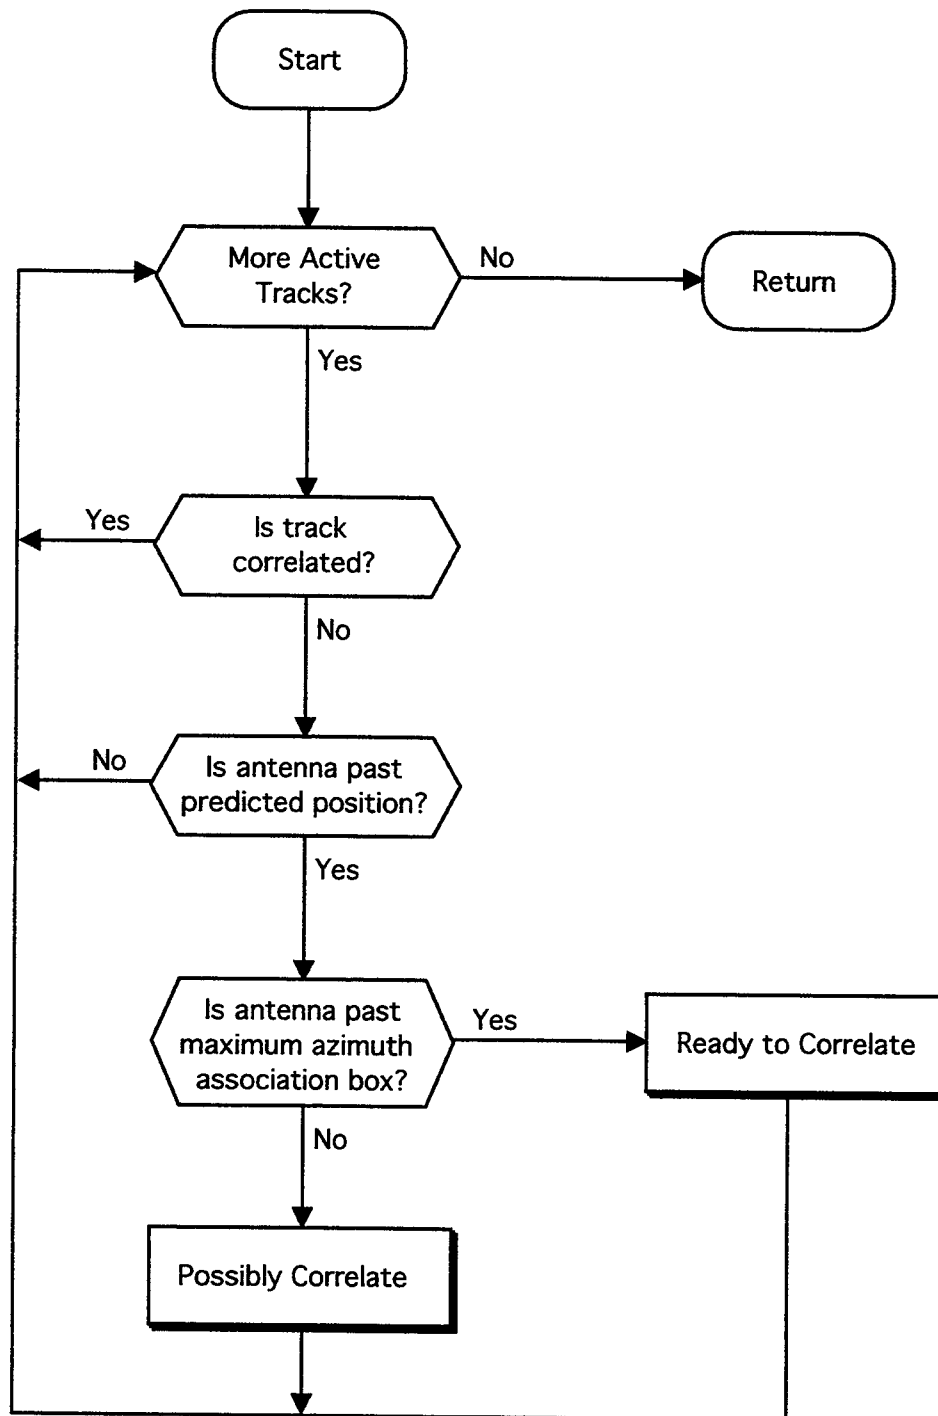 Start
More Active
Tracks?
No
Return
Yes
Yes
Is track
correlated?
No
No
Is antenna past
predicted position?
Yes
Is antenna past
maximum azimuth
association box?
Yes
Ready to Correlate
No
Possibly Correlate